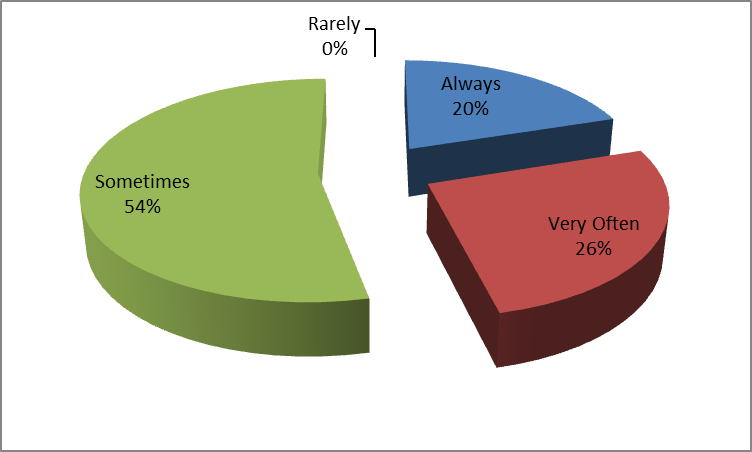 Rarely
0%
Always
20%
Sometimes
54%
Very Often
26%